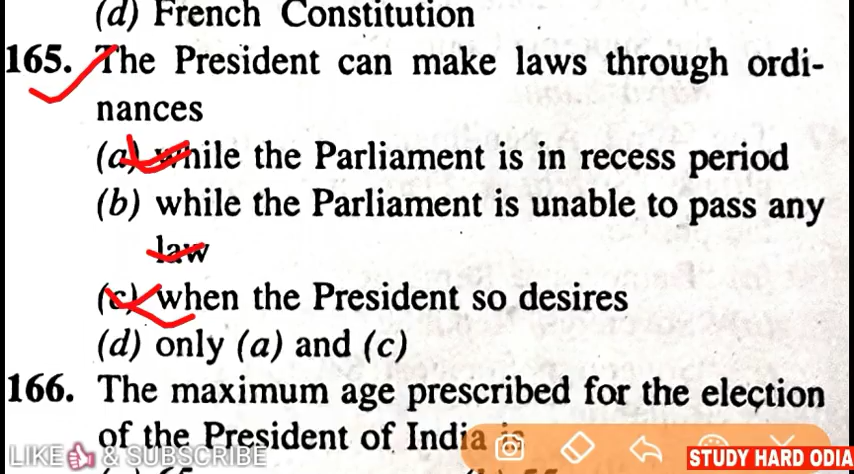 (d) French Constitution
165. The President can make laws through ordi-
nances
(a) while the Parliament is in recess period
(b) while the Parliament is unable to pass any
law
(c) when the President so desires
(d) only (a) and (c)
166. The maximum age prescribed for the election
of the President of India is
LIKE & SUBSCRIBE
STUDY HARD ODIA